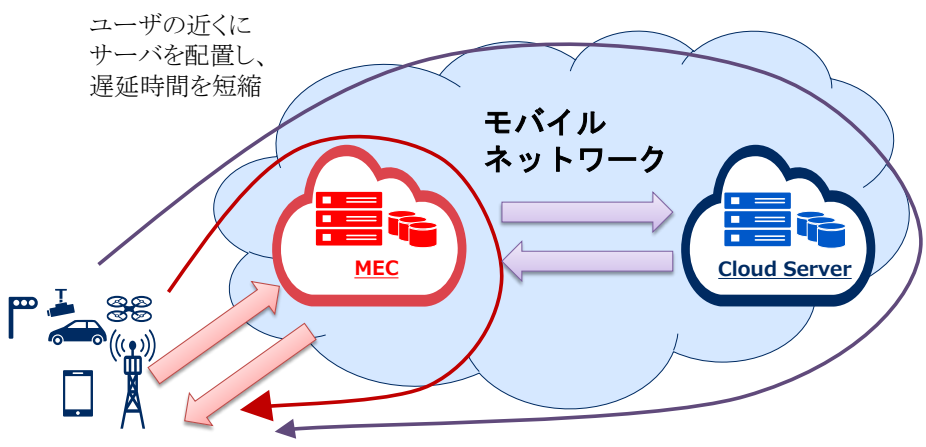 ユーザの近くに
サーバを配置し、
遅延時間を短縮
モバイル
ネットワーク
MEC
Cloud Server